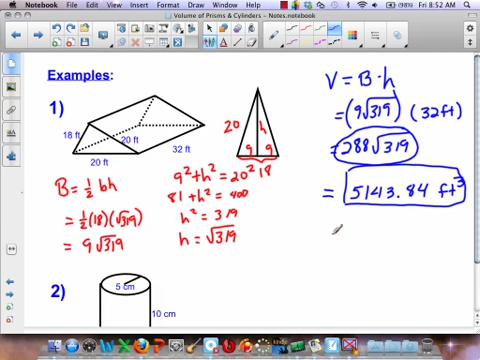 Notebook File Edit View Insert Format Tools Help
Fri 8:52 AM
Volume of Prisms & Cylinders Notes.notebook
Examples:
1)
18 ft
20 ft
20 ft
32 ft
20
h
9 9
18
B = 1/2 bh
= 1/2 (18)(√319)
= 9√319
9² + h² = 20²
81 + h² = 400
h² = 319
h = √319
V = B · h
= (9√319) (32ft)
= 288√319
= 5143.84 ft³
2)
5 cm
10 cm